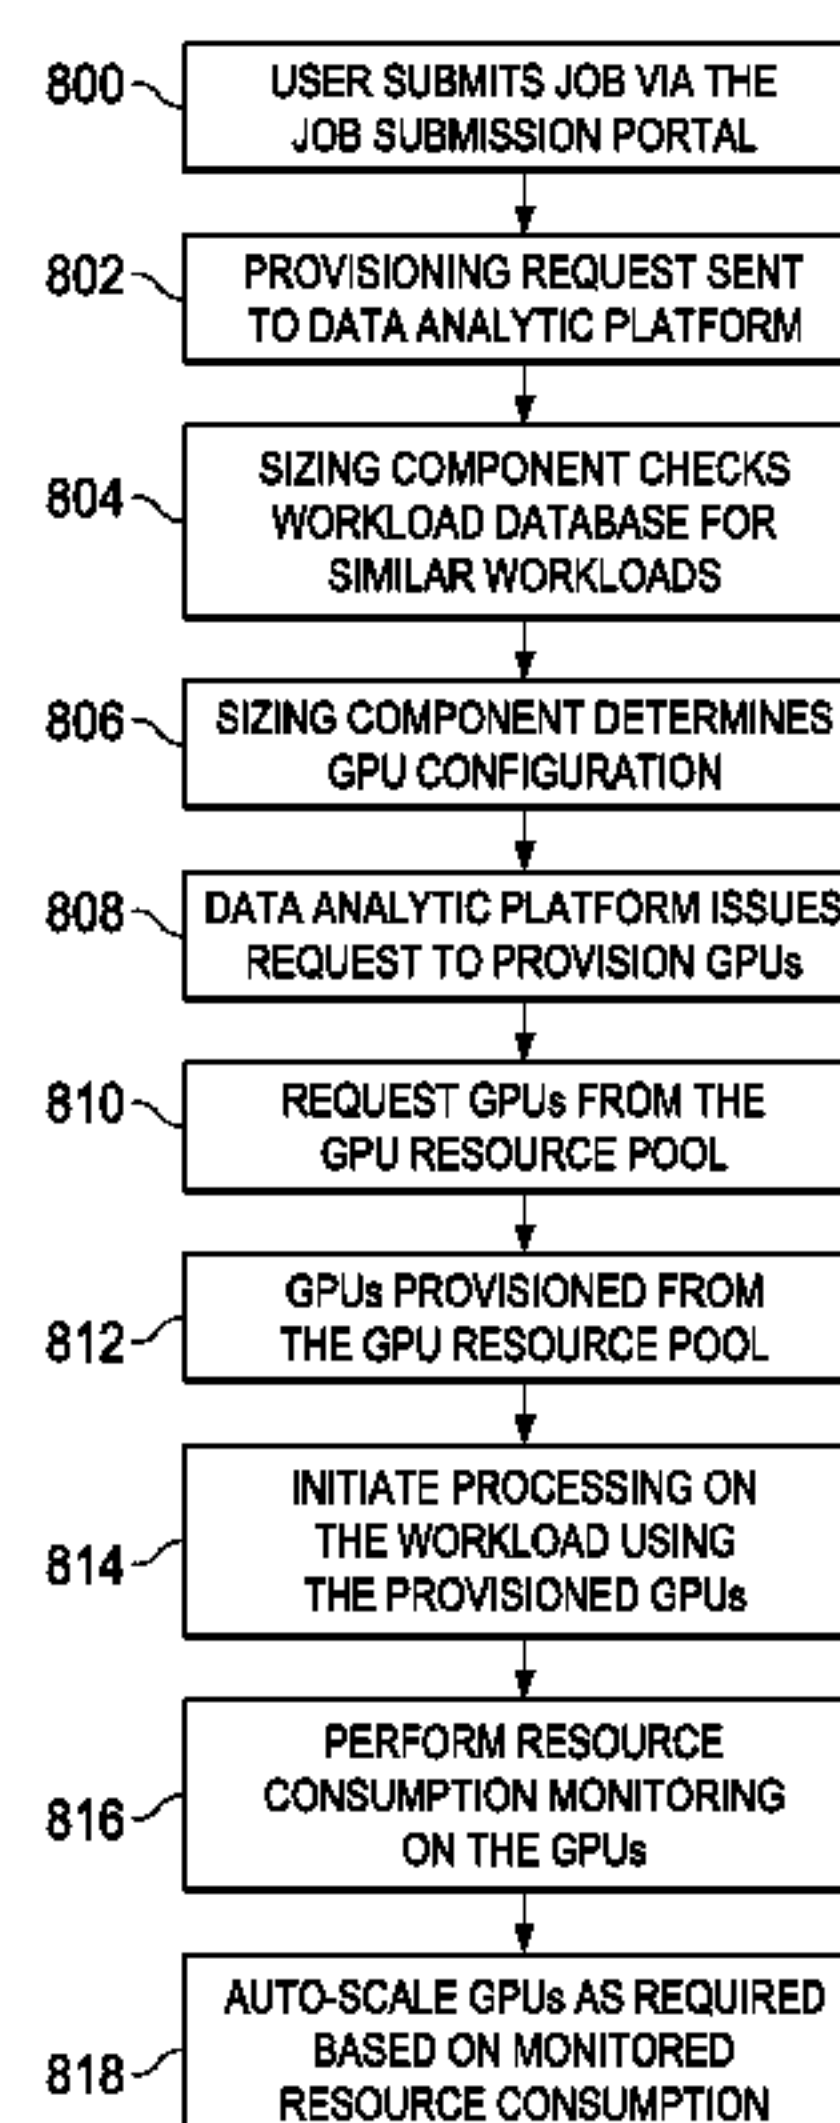 800
USER SUBMITS JOB VIA THE
JOB SUBMISSION PORTAL
802
PROVISIONING REQUEST SENT
TO DATA ANALYTIC PLATFORM
804
SIZING COMPONENT CHECKS
WORKLOAD DATABASE FOR
SIMILAR WORKLOADS
806
SIZING COMPONENT DETERMINES
GPU CONFIGURATION
808
DATA ANALYTIC PLATFORM ISSUES
REQUEST TO PROVISION GPUs
810
REQUEST GPUs FROM THE
GPU RESOURCE POOL
812
GPUs PROVISIONED FROM
THE GPU RESOURCE POOL
814
INITIATE PROCESSING ON
THE WORKLOAD USING
THE PROVISIONED GPUs
816
PERFORM RESOURCE
CONSUMPTION MONITORING
ON THE GPUs
818
AUTO-SCALE GPUs AS REQUIRED
BASED ON MONITORED
RESOURCE CONSUMPTION